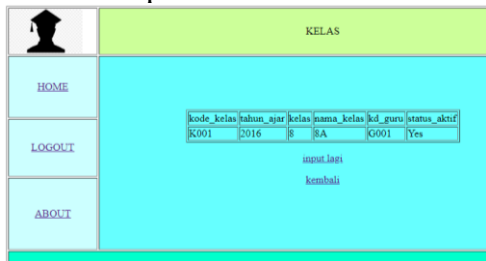 KELAS
HOME
LOGOUT
ABOUT
kode_kelas tahun_ajar kelas nama_kelas kd_guru status_aktif
K001 2016 8 8A G001 Yes
input lagi
kembali